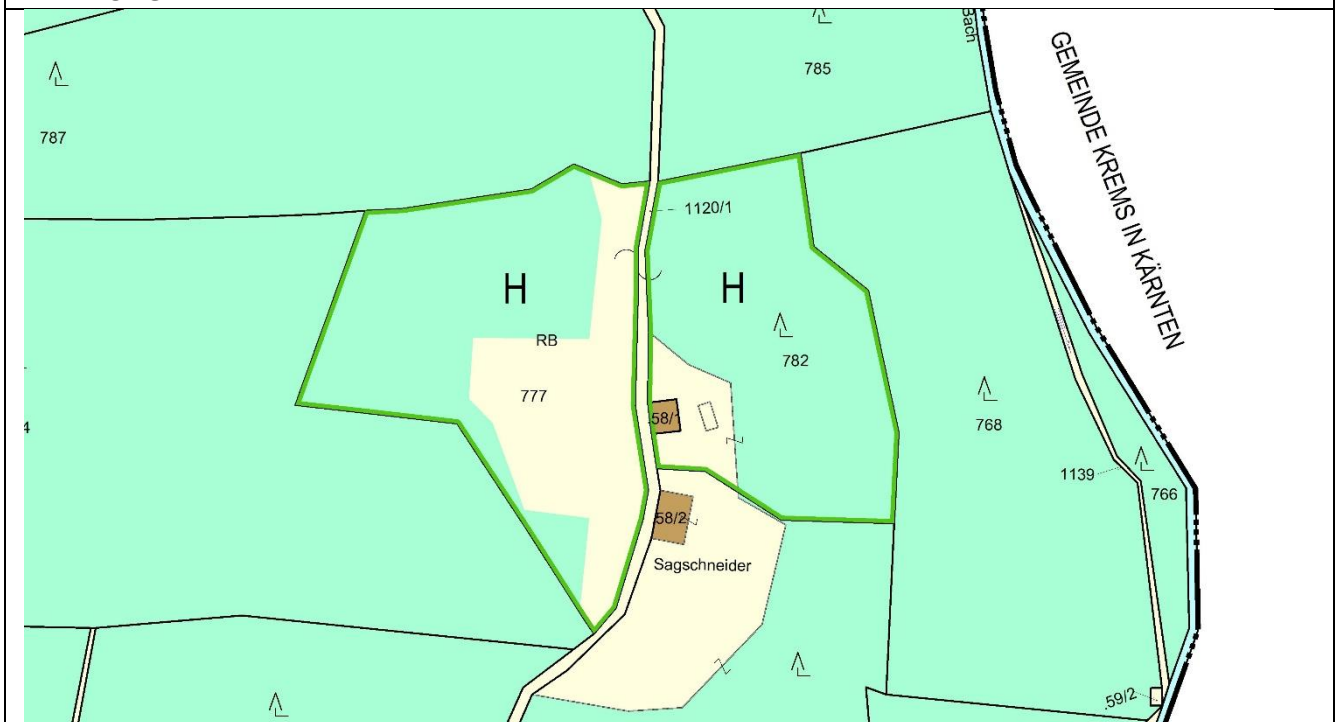 Bach
785
GEMEINDE KREMS IN KÄRNTEN
787
1120/1
H
H
RB
782
777
768
58/1
1139
766
58/2
Sagschneider
.59/2